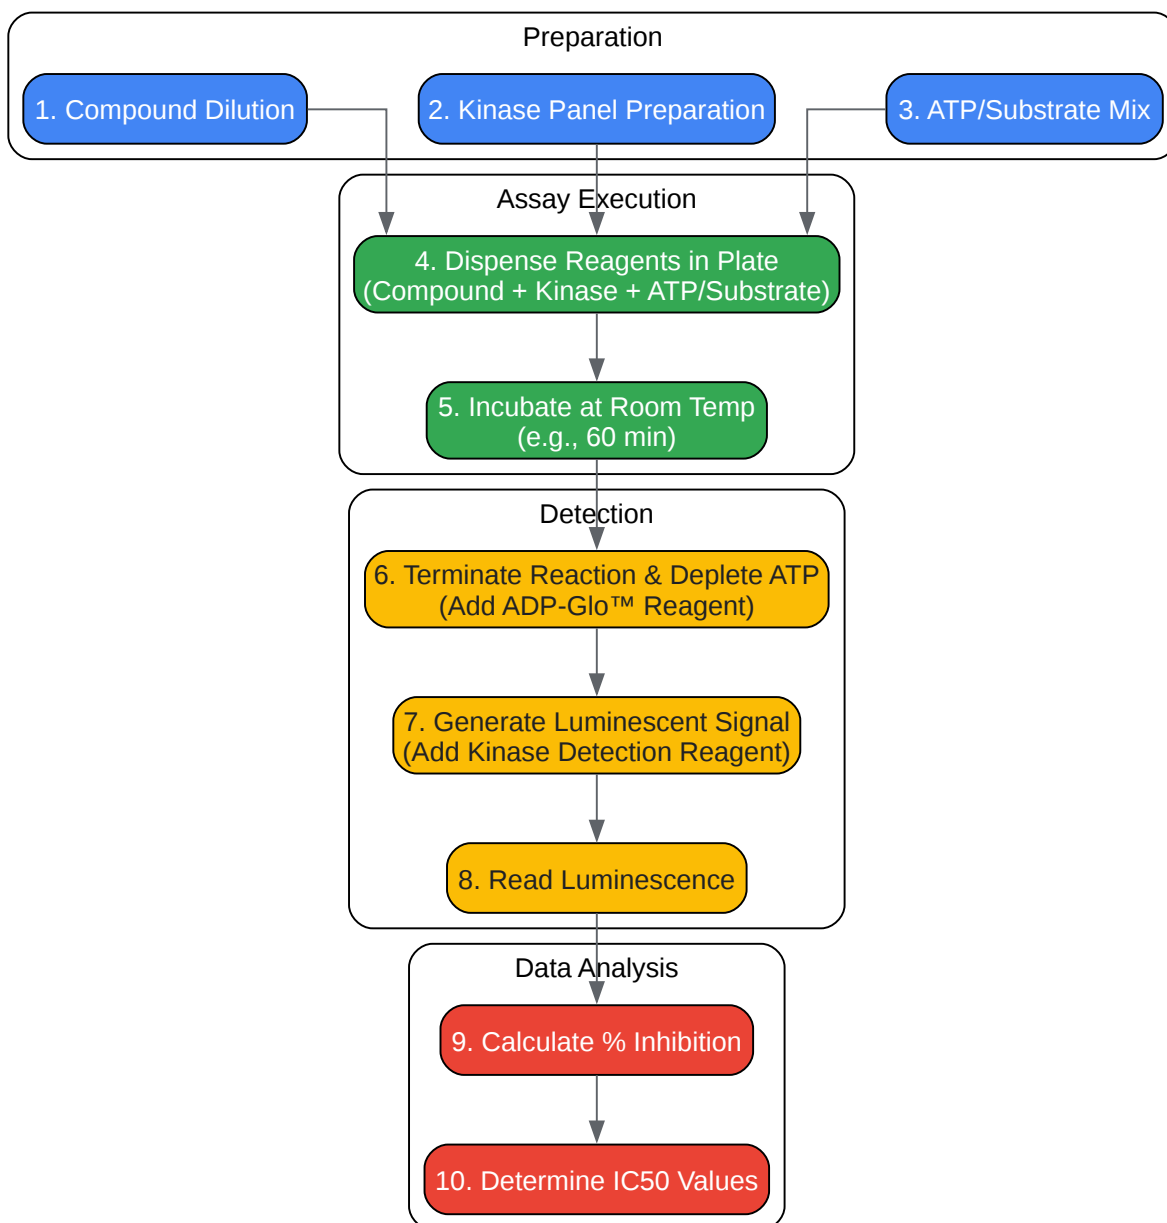 Preparation
1. Compound Dilution
2. Kinase Panel Preparation
3. ATP/Substrate Mix
Assay Execution
4. Dispense Reagents in Plate
(Compound + Kinase + ATP/Substrate)
5. Incubate at Room Temp
(e.g., 60 min)
Detection
6. Terminate Reaction & Deplete ATP
(Add ADP-Glo™ Reagent)
7. Generate Luminescent Signal
(Add Kinase Detection Reagent)
8. Read Luminescence
Data Analysis
9. Calculate % Inhibition
10. Determine IC50 Values